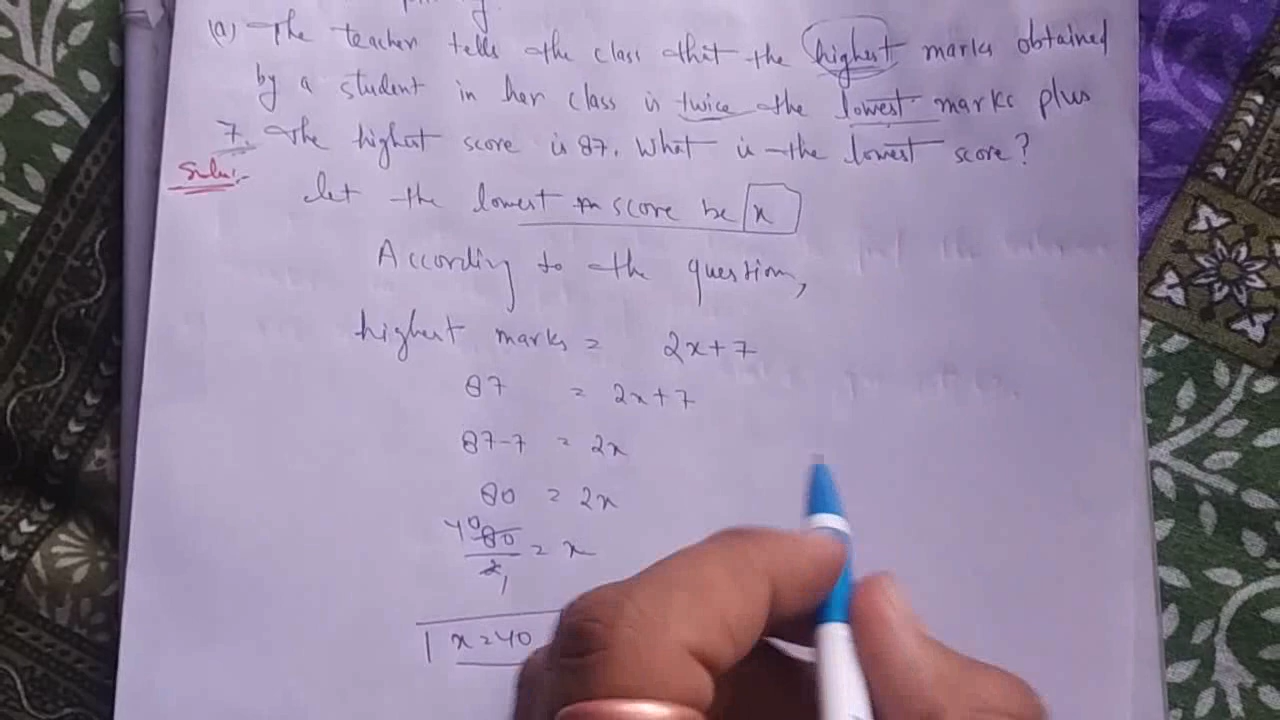 (a) The teacher tells the class that the highest marks obtained
by a student in her class is twice the lowest marks plus
7. The highest score is 87. What is the lowest score?
Soln:-
let the lowest score be x
According to the question,
highest marks = 2x+7
87 = 2x+7
87-7 = 2x
80 = 2x
40
80/2 = x
1
x=40